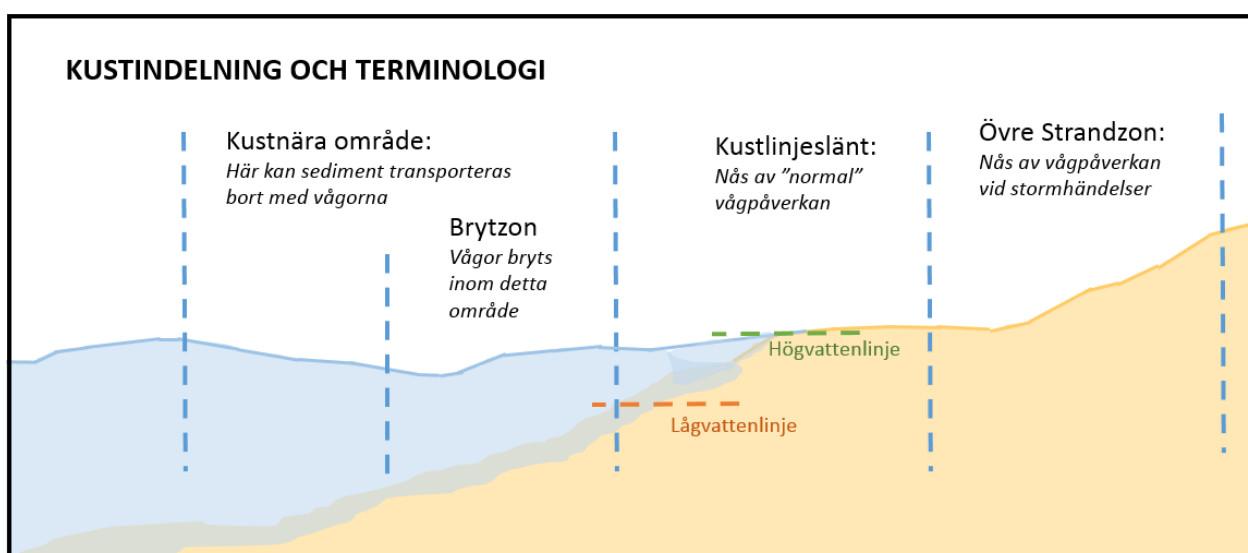 KUSTINDELNING OCH TERMINOLOGI
Kustnära område:
Här kan sediment transporteras
bort med vågorna
Brytzon
Vågor bryts
inom detta
område
Kustlinjeslänt:
Nås av ”normal”
vågpåverkan
Övre Strandzon:
Nås av vågpåverkan
vid stormhändelser
Högvattenlinje
Lågvattenlinje